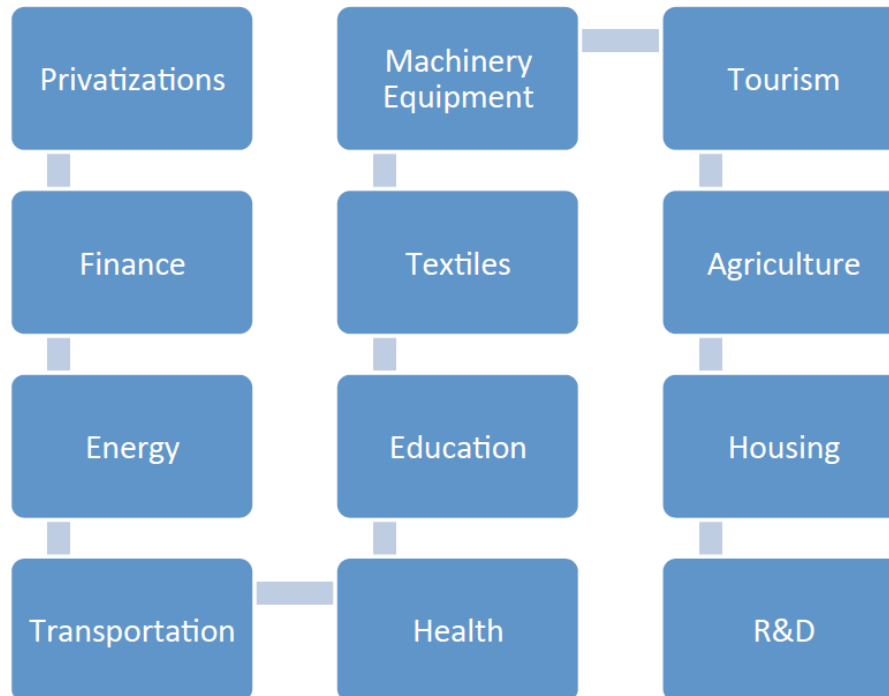 Privatizations
Finance
Energy
Transportation
Health
Education
Textiles
Machinery
Equipment
Tourism
Agriculture
Housing
R&D